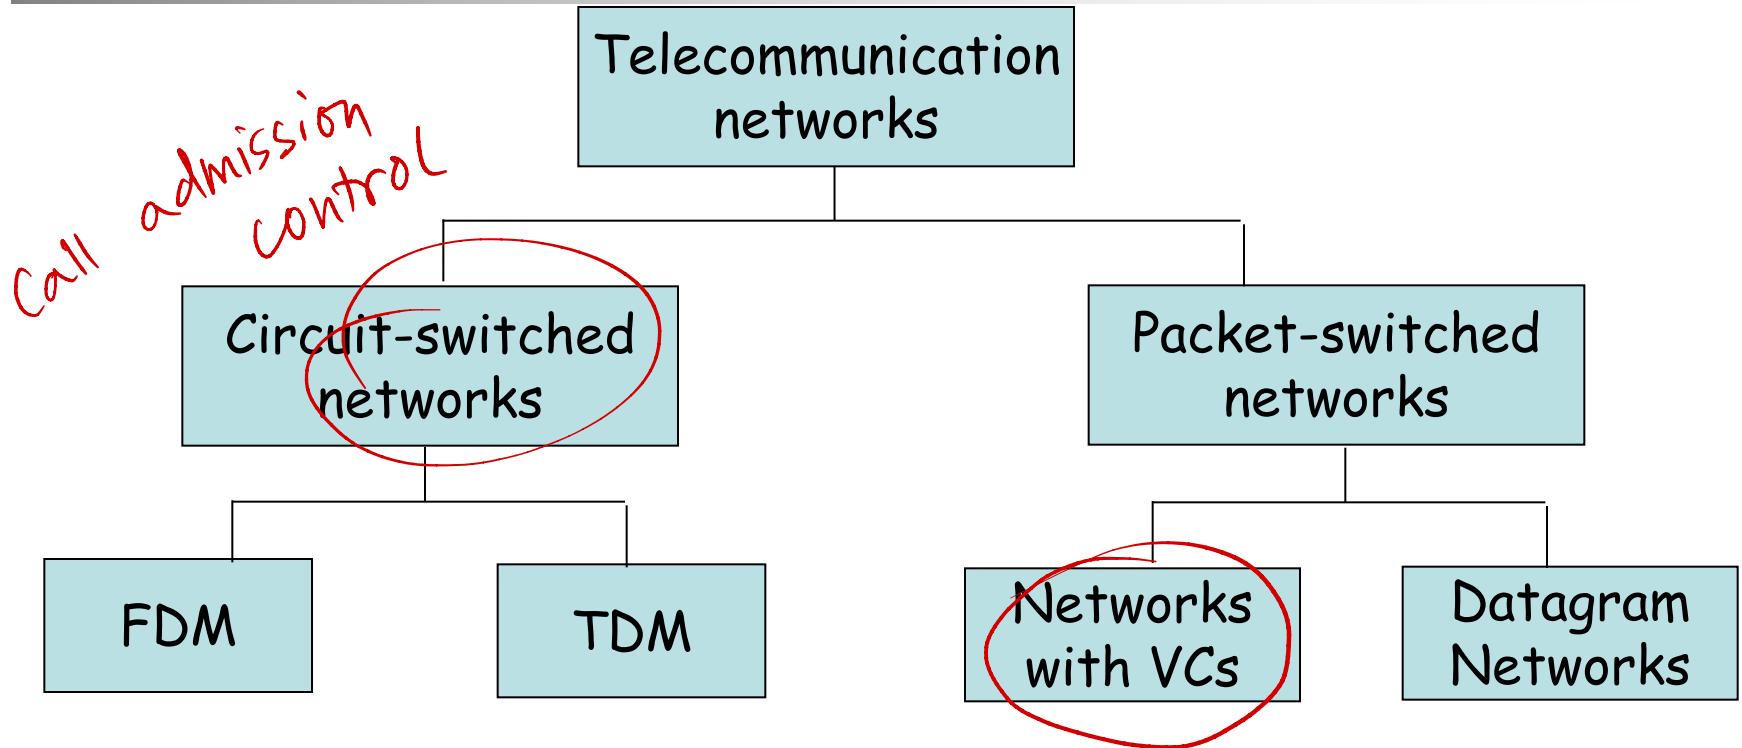 Telecommunication
networks
Call admission
control
Circuit-switched
networks
Packet-switched
networks
FDM
TDM
Networks
with VCs
Datagram
Networks